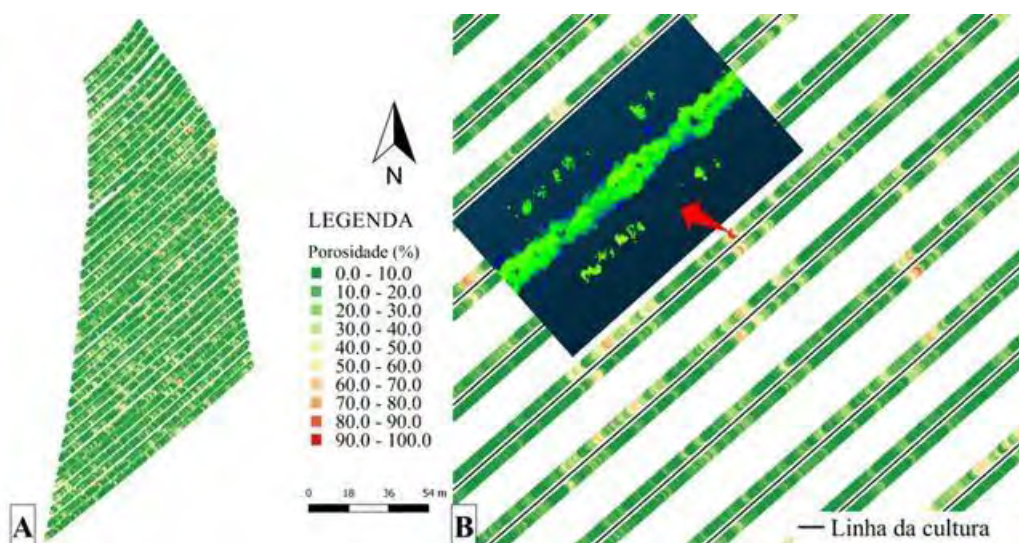 N
LEGENDA
Porosidade (%)
0.0 - 10.0
10.0 - 20.0
20.0 - 30.0
30.0 - 40.0
40.0 - 50.0
50.0 - 60.0
60.0 - 70.0
70.0 - 80.0
80.0 - 90.0
90.0 - 100.0
0 18 36 54 m
A
B
Linha da cultura